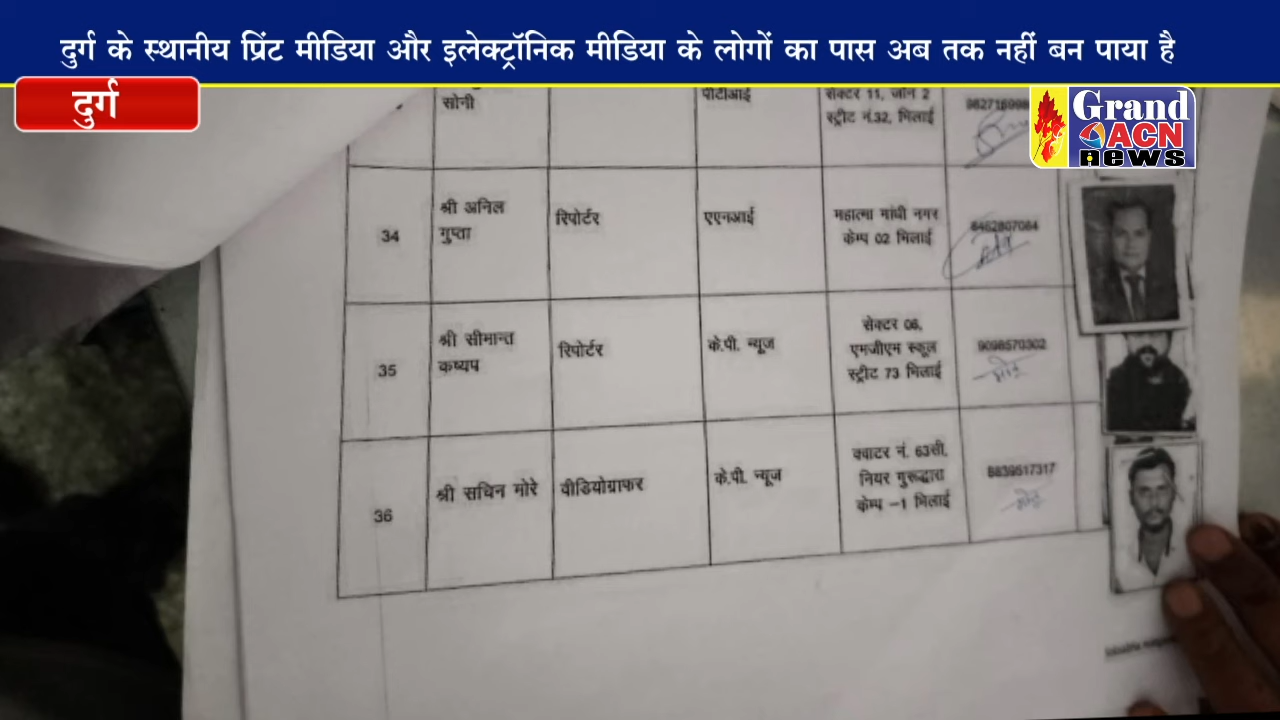 दुर्ग के स्थानीय प्रिंट मीडिया और इलेक्ट्रॉनिक मीडिया के लोगों का पास अब तक नहीं बन पाया है
दुर्ग
Grand
ACN
news
सोनी
पीटीआई
सेक्टर 11, जोन 2
स्ट्रीट नं.32, भिलाई
34
श्री अनिल
गुप्ता
रिपोर्टर
एएनआई
महात्मा गांधी नगर
केम्प 02 भिलाई
8462807084
35
श्री सीमान्त
कष्यप
रिपोर्टर
के.पी. न्यूज
सेक्टर 06,
एमजीएम स्कूल
स्ट्रीट 73 भिलाई
9098570302
36
श्री सचिन मोरे
वीडियोग्राफर
के.पी. न्यूज
क्वाटर नं. 63सी,
नियर गुरूद्वारा
केम्प –1 भिलाई
8839517317